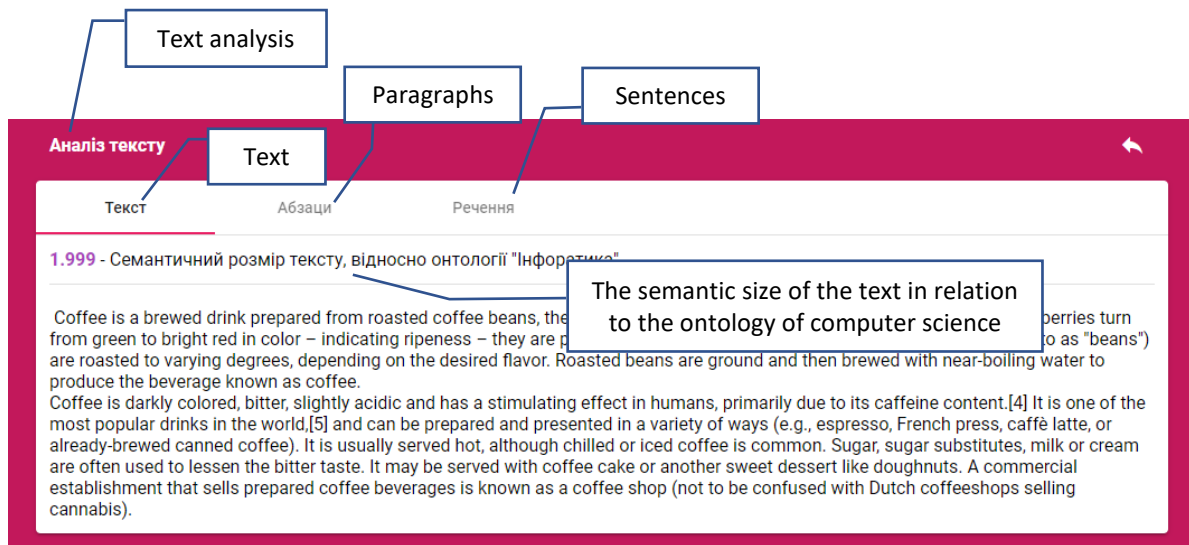 Text analysis
Paragraphs
Sentences
Аналіз тексту
Text
Текст
Абзаци
Речення
1.999 - Семантичний розмір тексту, відносно онтології "Інформатика"
The semantic size of the text in relation
to the ontology of computer science
Coffee is a brewed drink prepared from roasted coffee beans, the berries turn
from green to bright red in color – indicating ripeness – they are to as "beans")
are roasted to varying degrees, depending on the desired flavor. Roasted beans are ground and then brewed with near-boiling water to
produce the beverage known as coffee.
Coffee is darkly colored, bitter, slightly acidic and has a stimulating effect in humans, primarily due to its caffeine content.[4] It is one of the
most popular drinks in the world,[5] and can be prepared and presented in a variety of ways (e.g., espresso, French press, caffè latte, or
already-brewed canned coffee). It is usually served hot, although chilled or iced coffee is common. Sugar, sugar substitutes, milk or cream
are often used to lessen the bitter taste. It may be served with coffee cake or another sweet dessert like doughnuts. A commercial
establishment that sells prepared coffee beverages is known as a coffee shop (not to be confused with Dutch coffeeshops selling
cannabis).